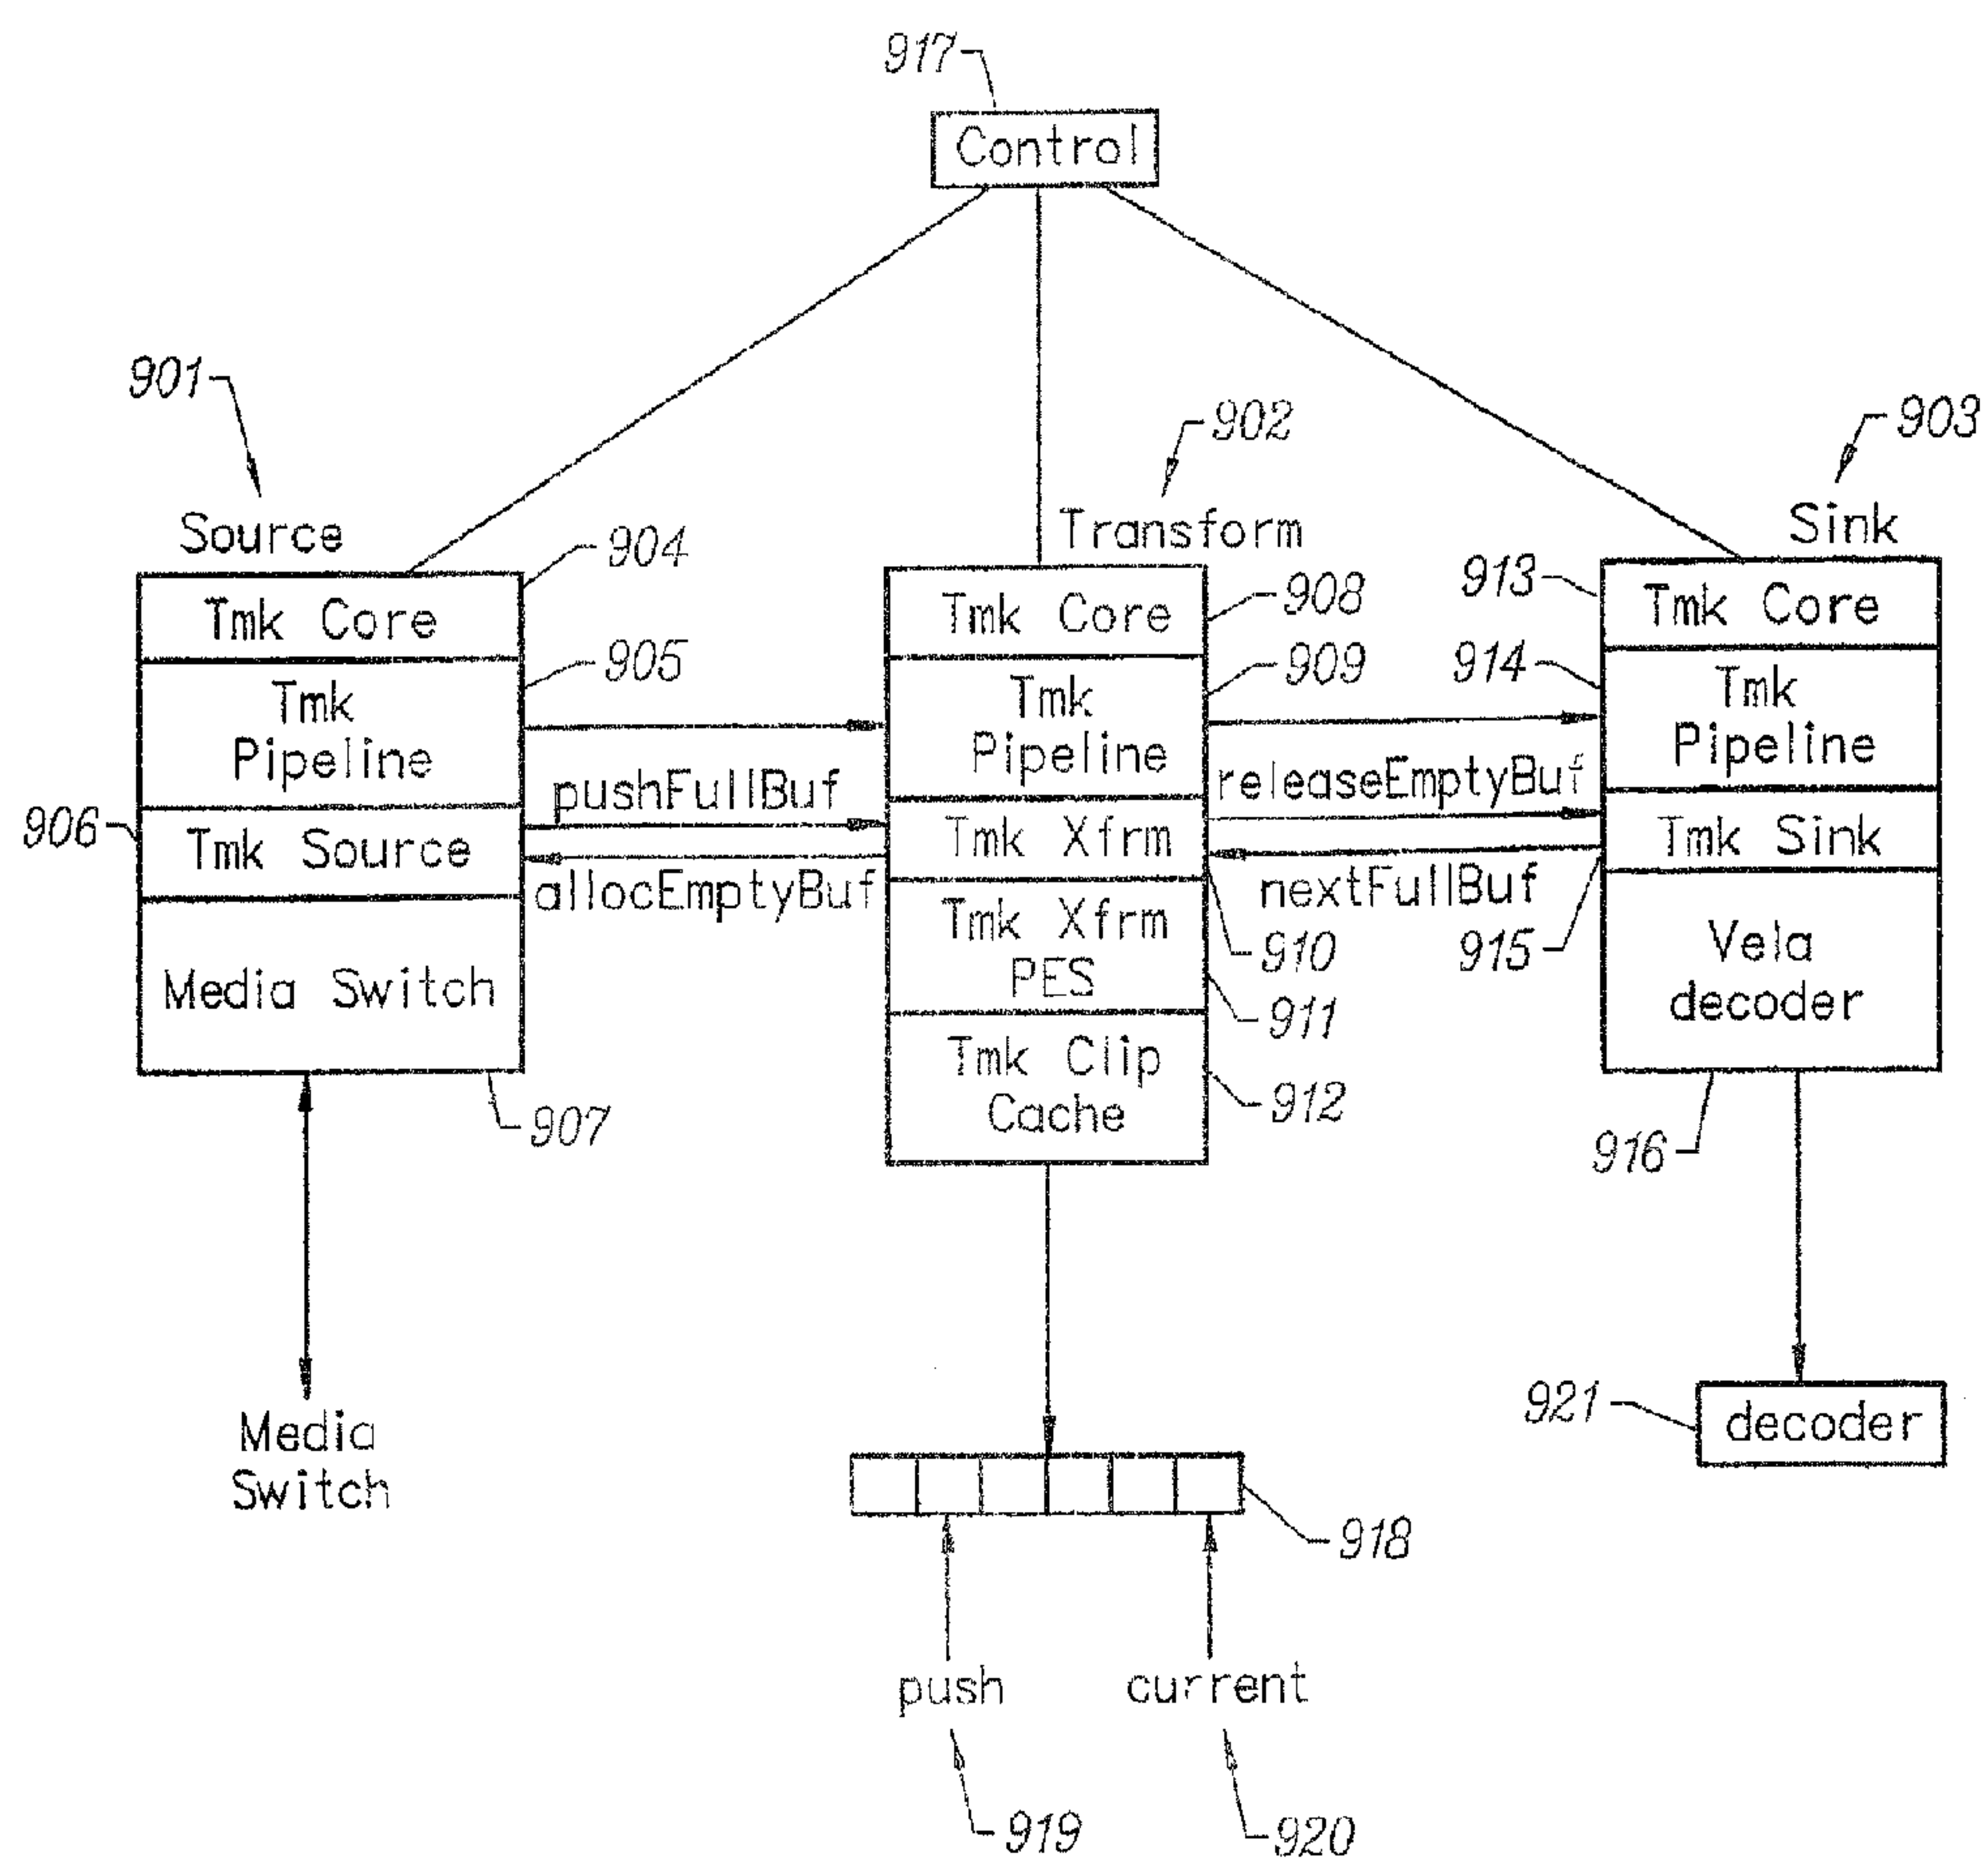 917
Control
901
902
903
Source
Transform
Sink
904
Tmk Core
905
Tmk
Pipeline
906
Tmk Source
Media Switch
907
pushFullBuf
allocEmptyBuf
Tmk Core
908
Tmk
Pipeline
909
Tmk Xfrm
910
Tmk Xfrm
PES
911
Tmk Clip
Cache
912
releaseEmptyBuf
nextFullBuf
913
Tmk Core
914
Tmk
Pipeline
Tmk Sink
915
Vela
decoder
916
Media
Switch
921
decoder
918
push
current
919
920